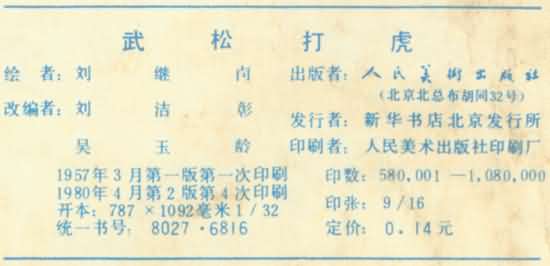 武松打虎
绘者：刘继卣
改编者：刘洁彰
吴玉龄
出版者：人民美術出版社
（北京北总布胡同32号）
发行者：新华书店北京发行所
印刷者：人民美术出版社印刷厂
1957年3月第一版第一次印刷
1980年4月第2版第4次印刷
开本：787×1092毫米1/32
统一书号：8027·6816
印数：580,001—1,080,000
印张：9/16
定价：0.14元